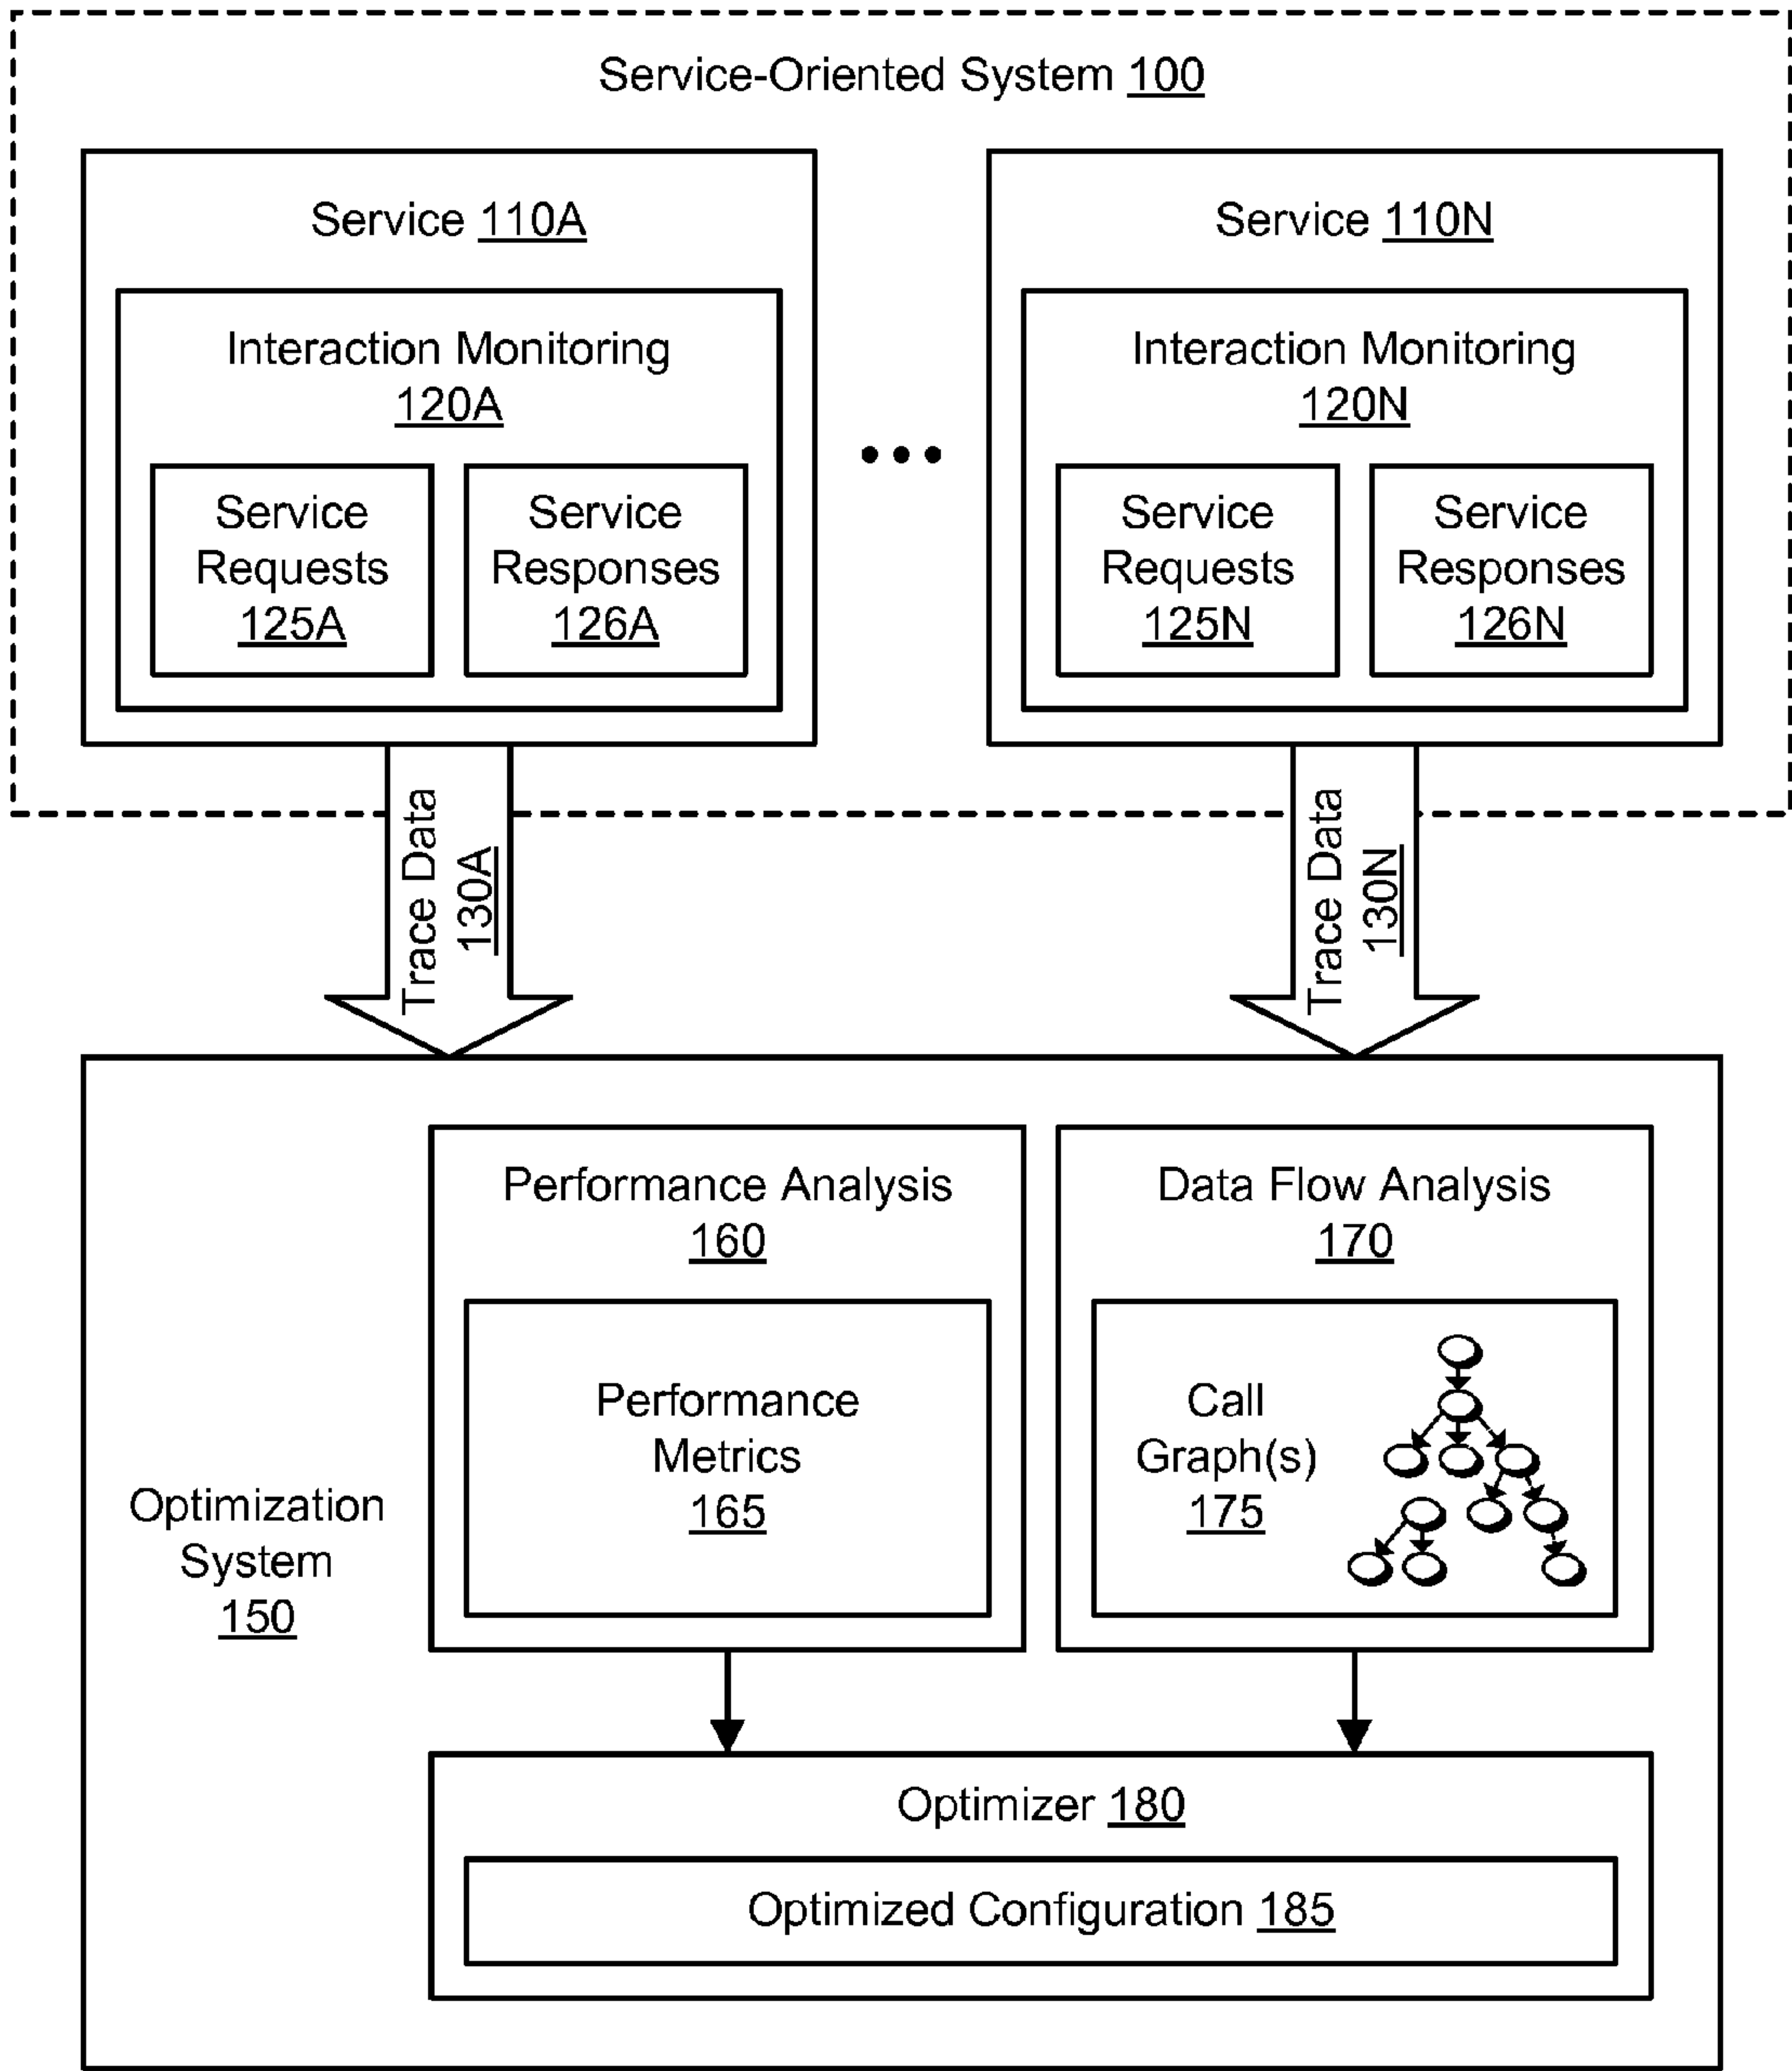 Service-Oriented System 100
Service 110A
Interaction Monitoring
120A
Service
Requests
125A
Service
Responses
126A
Service 110N
Interaction Monitoring
120N
Service
Requests
125N
Service
Responses
126N
Trace Data
130A
Trace Data
130N
Optimization
System
150
Performance Analysis
160
Performance
Metrics
165
Data Flow Analysis
170
Call
Graph(s)
175
Optimizer 180
Optimized Configuration 185